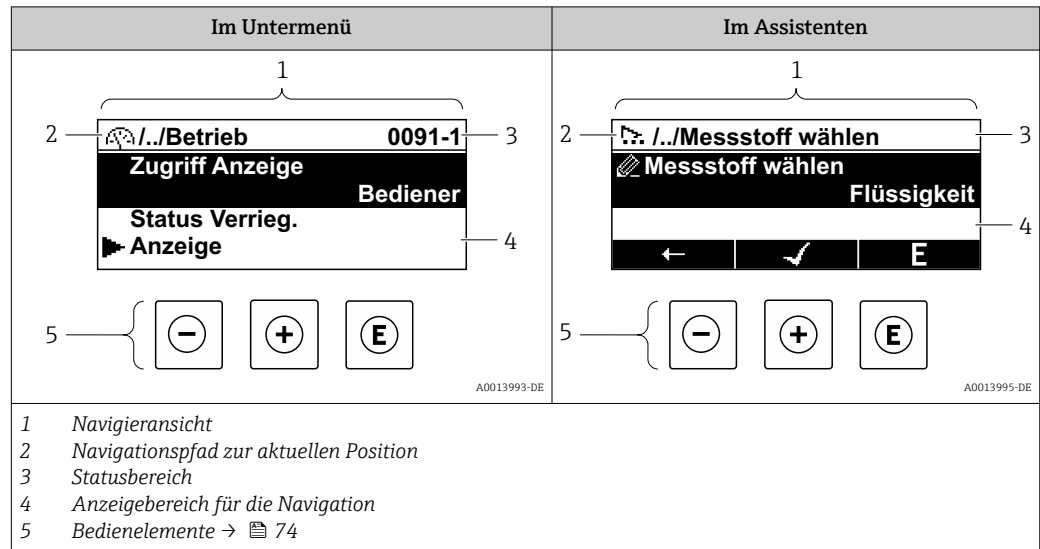 Im Untermenü
Im Assistenten
1
2
/../Betrieb 0091-1
3
Zugriff Anzeige
Bediener
Status Verrieg.
Anzeige
4
5
E
A0013993-DE
1
2
/../Messstoff wählen
3
Messstoff wählen
Flüssigkeit
4
E
5
E
A0013995-DE
1 Navigieransicht
2 Navigationspfad zur aktuellen Position
3 Statusbereich
4 Anzeigebereich für die Navigation
5 Bedienelemente → 74